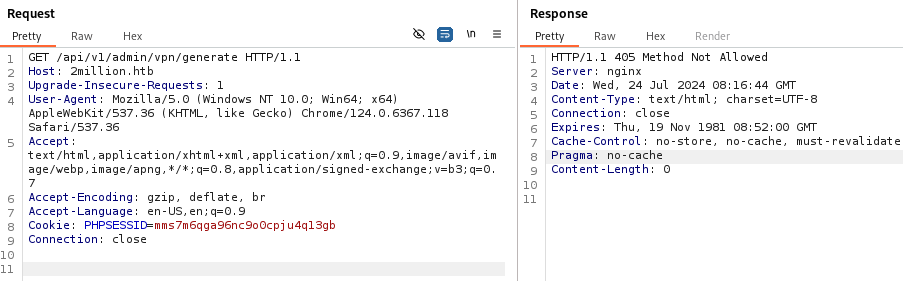 Request
Pretty Raw Hex
\n
1 GET /api/v1/admin/vpn/generate HTTP/1.1
2 Host: 2million.htb
3 Upgrade-Insecure-Requests: 1
4 User-Agent: Mozilla/5.0 (Windows NT 10.0; Win64; x64)
AppleWebKit/537.36 (KHTML, like Gecko) Chrome/124.0.6367.118
Safari/537.36
5 Accept:
text/html,application/xhtml+xml,application/xml;q=0.9,image/avif,im
age/webp,image/apng,*/*;q=0.8,application/signed-exchange;v=b3;q=0.
7
6 Accept-Encoding: gzip, deflate, br
7 Accept-Language: en-US,en;q=0.9
8 Cookie: PHPSESSID=mms7m6qga96nc9o0cpju4q13gb
9 Connection: close
10
11
Response
Pretty Raw Hex Render
1 HTTP/1.1 405 Method Not Allowed
2 Server: nginx
3 Date: Wed, 24 Jul 2024 08:16:44 GMT
4 Content-Type: text/html; charset=UTF-8
5 Connection: close
6 Expires: Thu, 19 Nov 1981 08:52:00 GMT
7 Cache-Control: no-store, no-cache, must-revalidate
8 Pragma: no-cache
9 Content-Length: 0
10
11